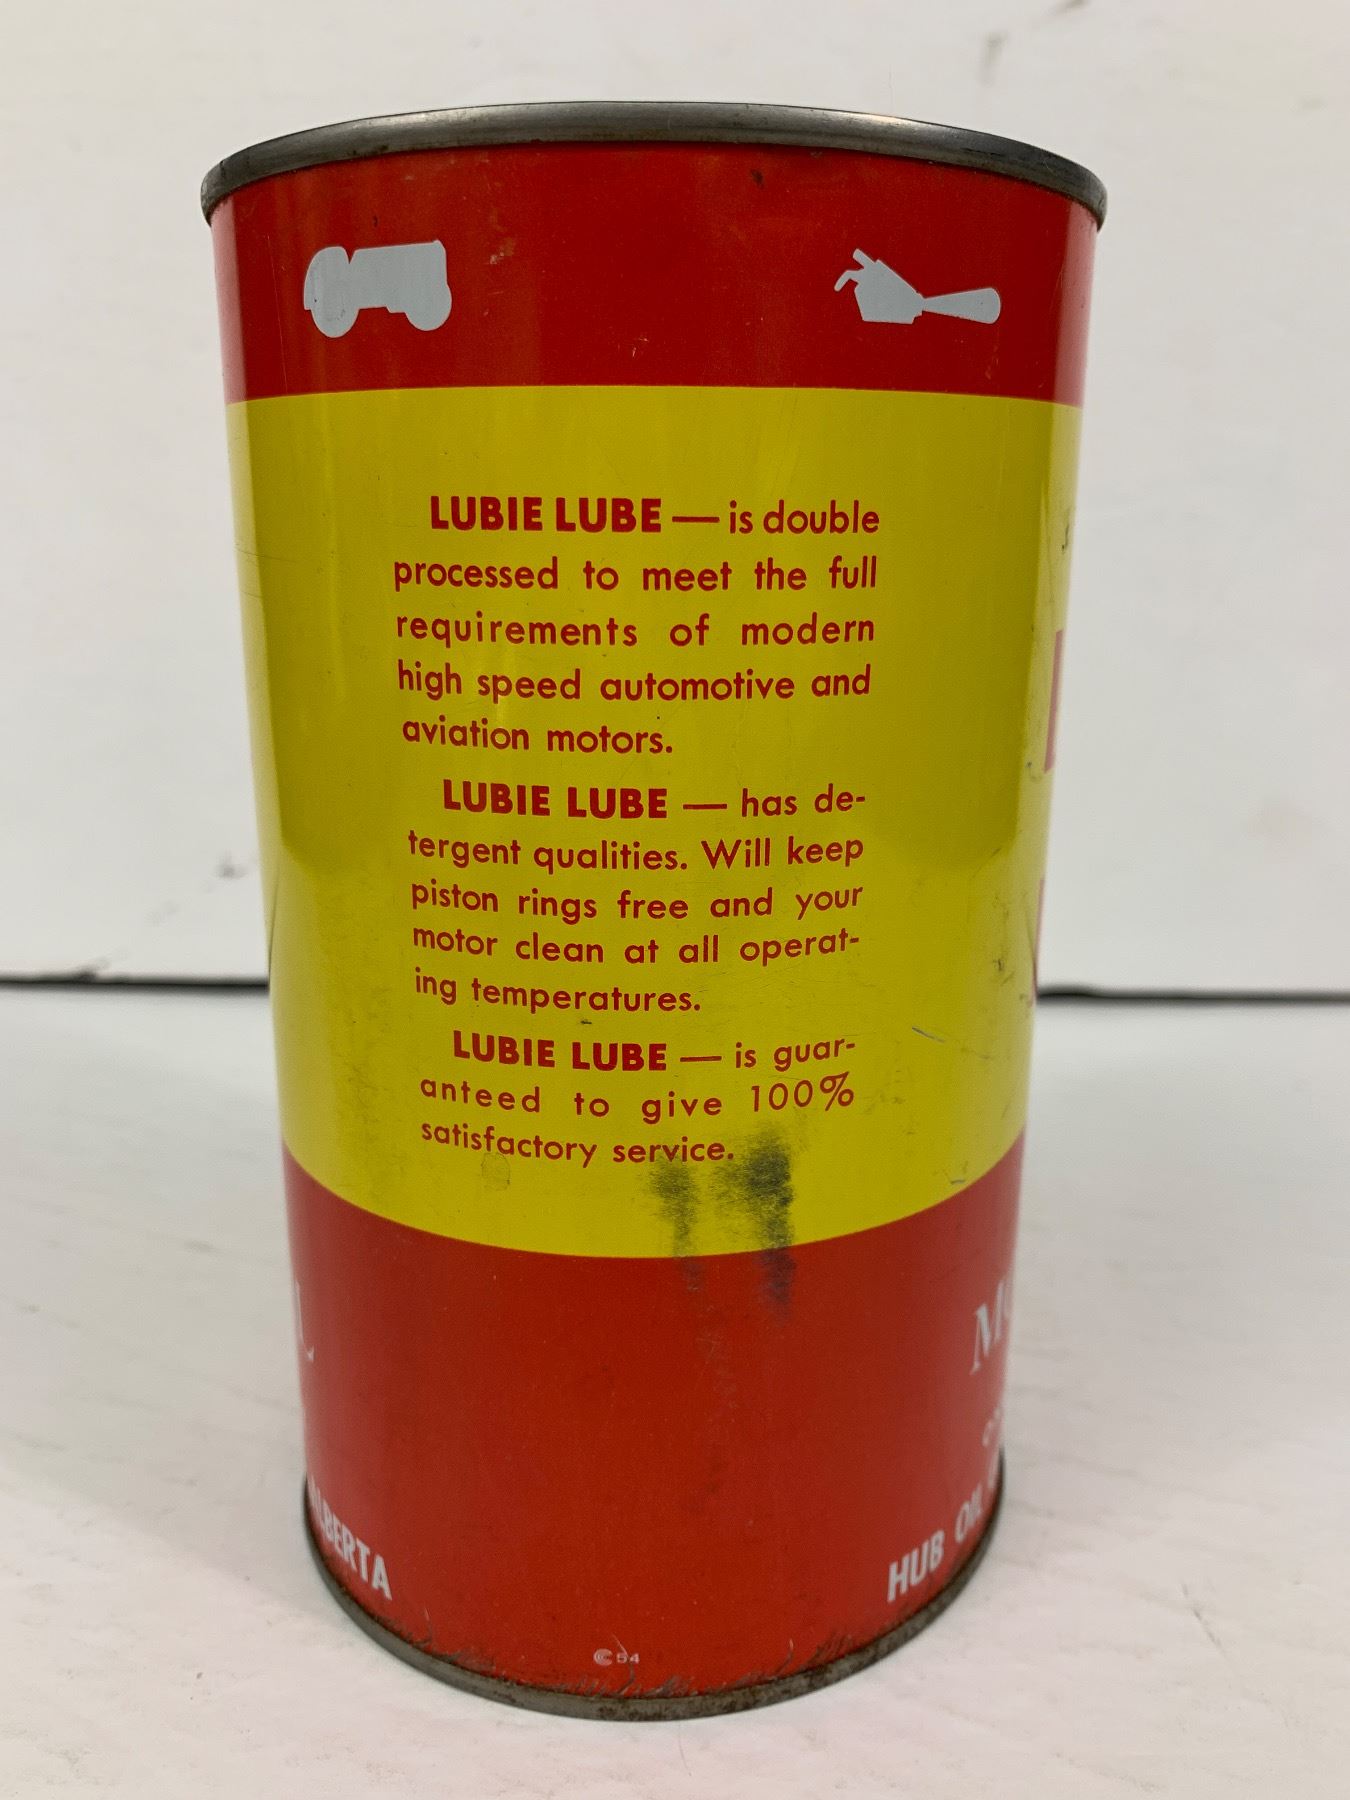 LUBIE LUBE — is double
processed to meet the full
requirements of modern
high speed automotive and
aviation motors.
LUBIE LUBE — has de-
tergent qualities. Will keep
piston rings free and your
motor clean at all operat-
ing temperatures.
LUBIE LUBE — is guar-
anteed to give 100%
satisfactory service.
ALBERTA
HUB OIL
54